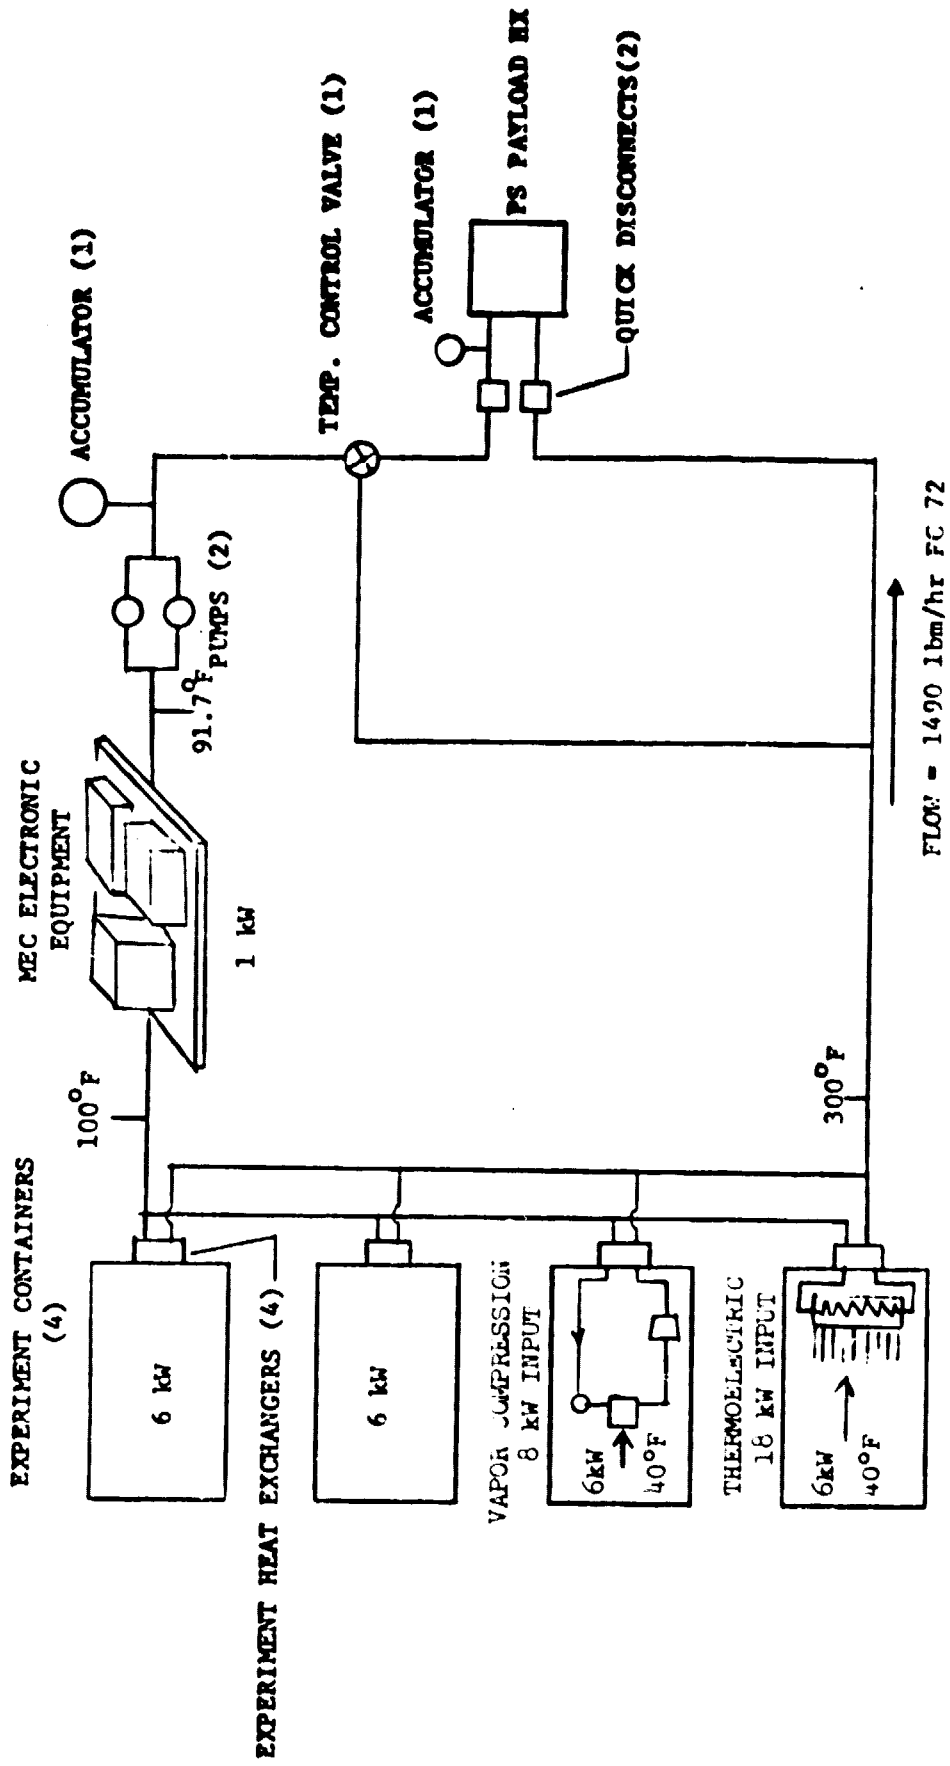 EXPERIMENT CONTAINERS
(4)
6 kW
6 kW
EXPERIMENT HEAT EXCHANGERS (4)
VAPOR COMPRESSION
8 kW INPUT
6kW
40°F
THERMOELECTRIC
18 kW INPUT
6kW
40°F
100°F
300°F
MEC ELECTRONIC
EQUIPMENT
1 kW
91.7°F
PUMPS (2)
ACCUMULATOR (1)
TEMP. CONTROL VALVE (1)
ACCUMULATOR (1)
PS PAYLOAD HX
QUICK DISCONNECTS(2)
FLOW = 1490 lbm/hr FC 72